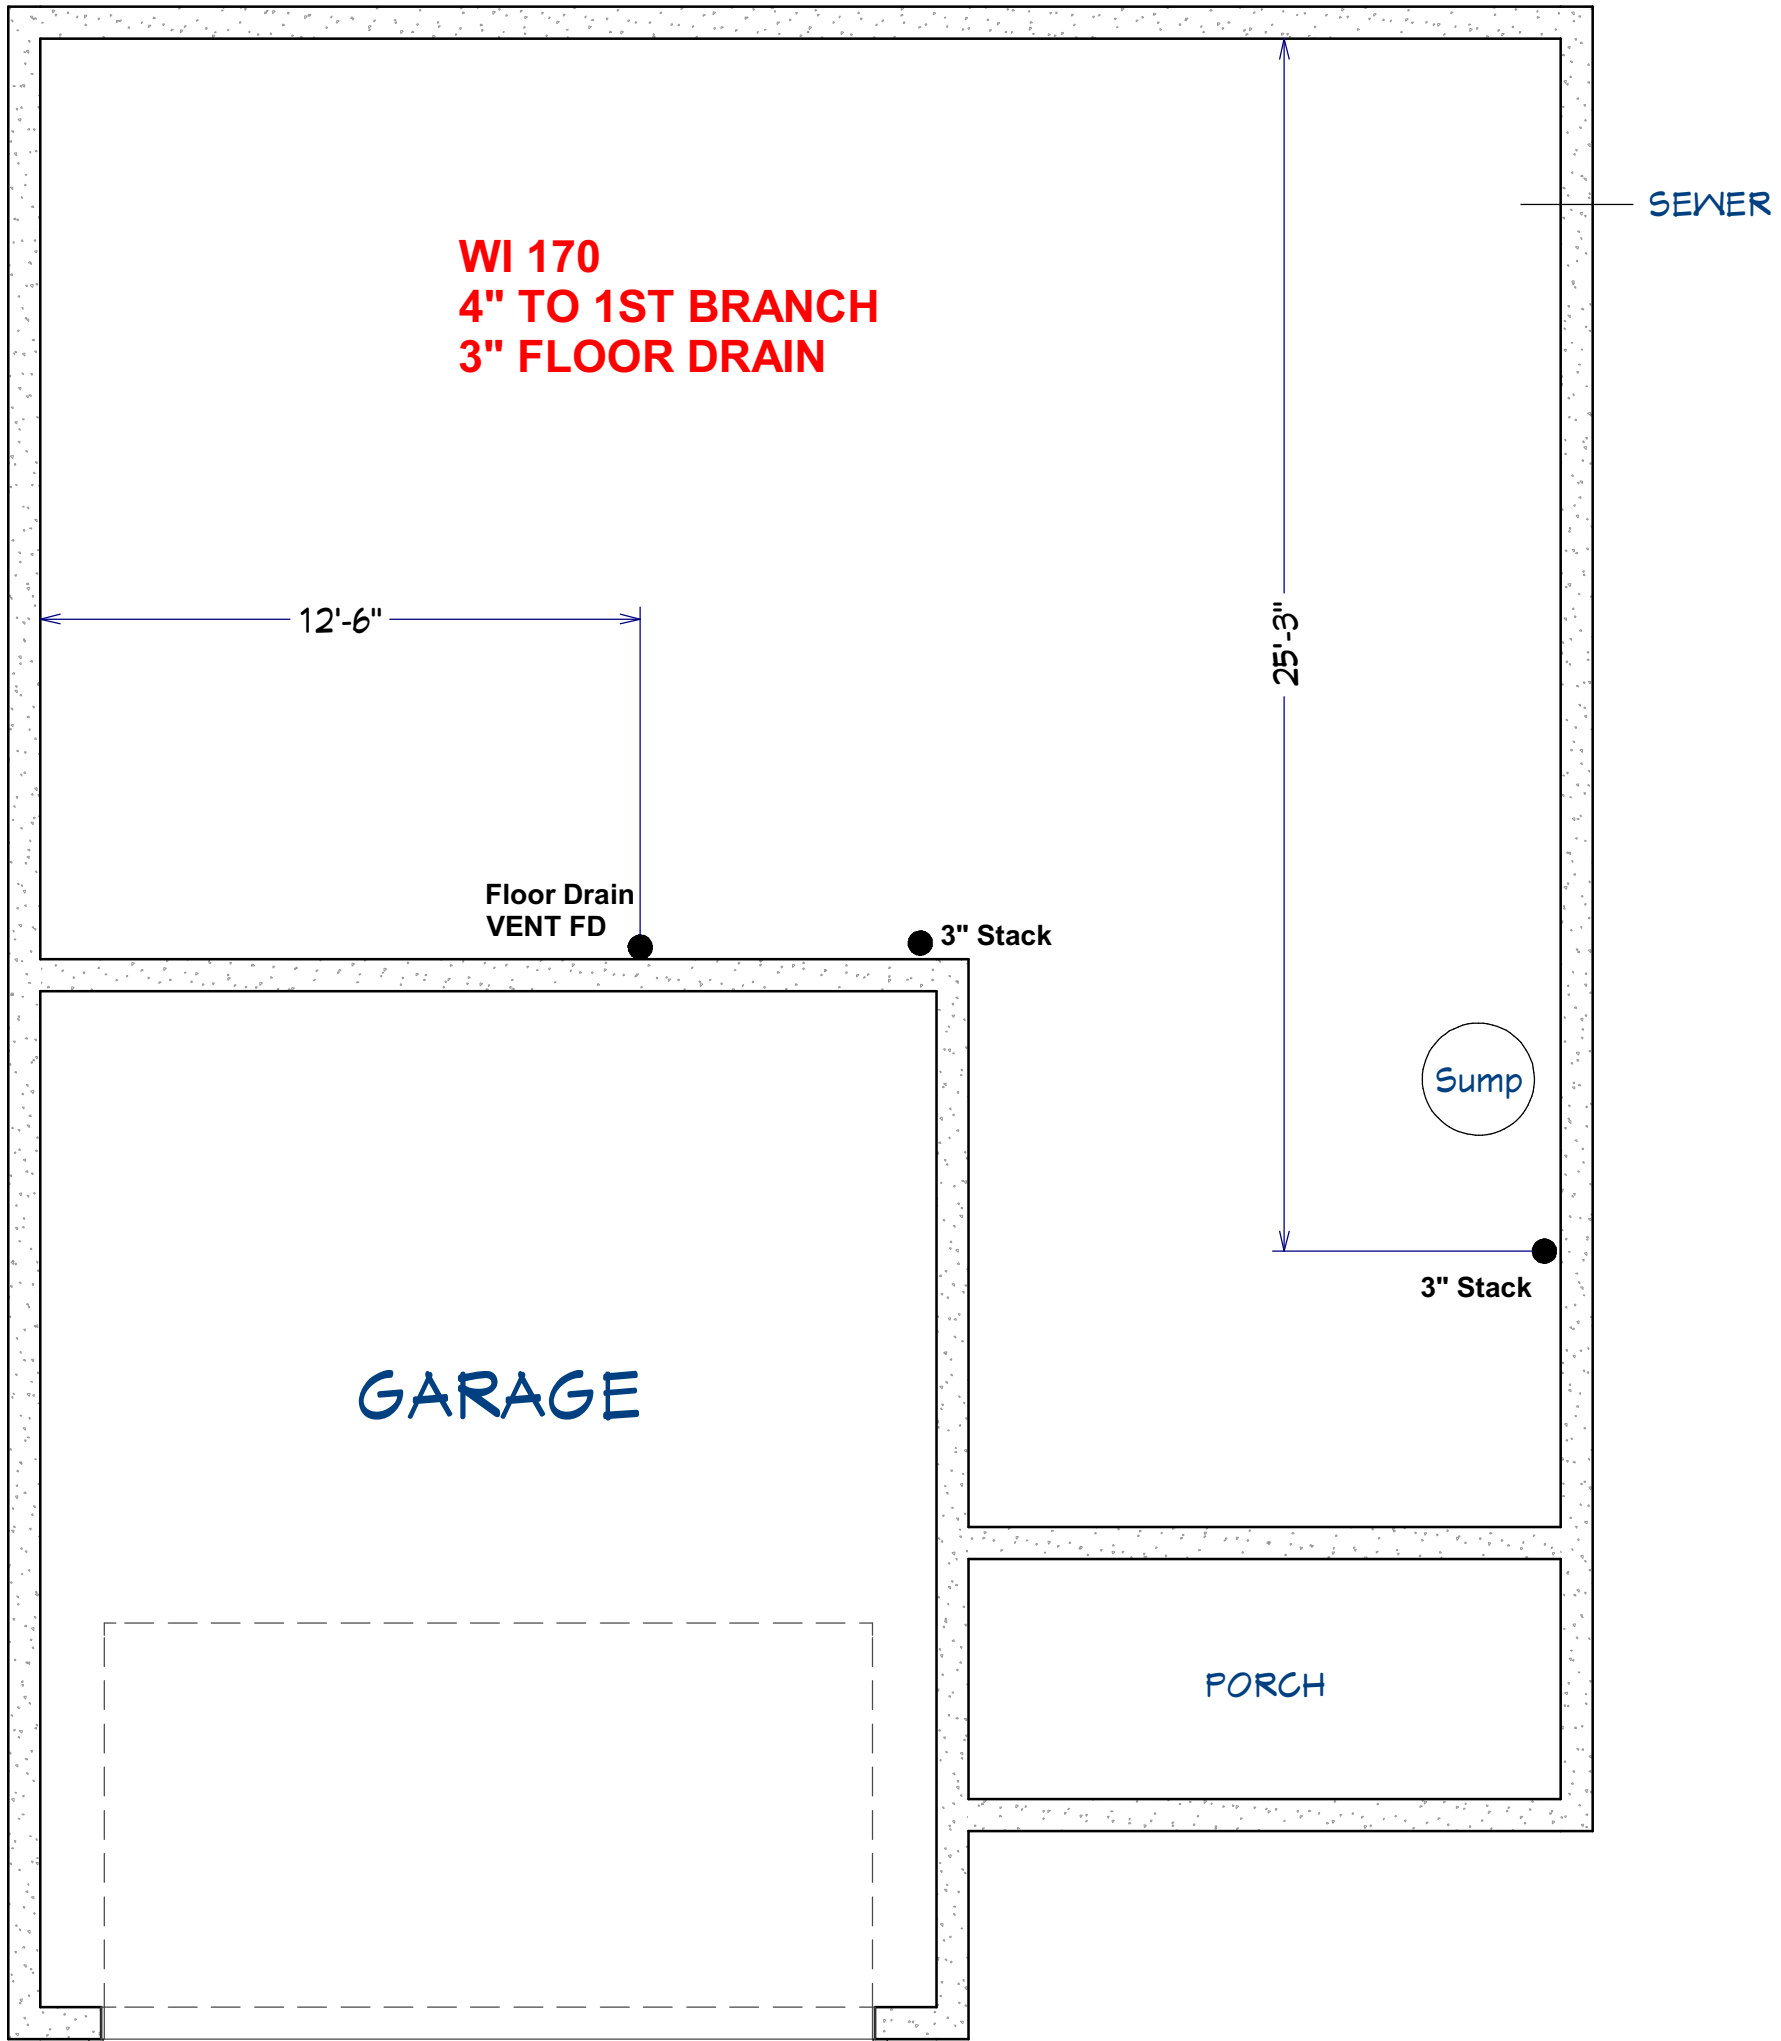 SEWER
WI 170
4" TO 1ST BRANCH
3" FLOOR DRAIN
12'-6"
25'-3"
Floor Drain
VENT FD
3" Stack
Sump
3" Stack
GARAGE
PORCH